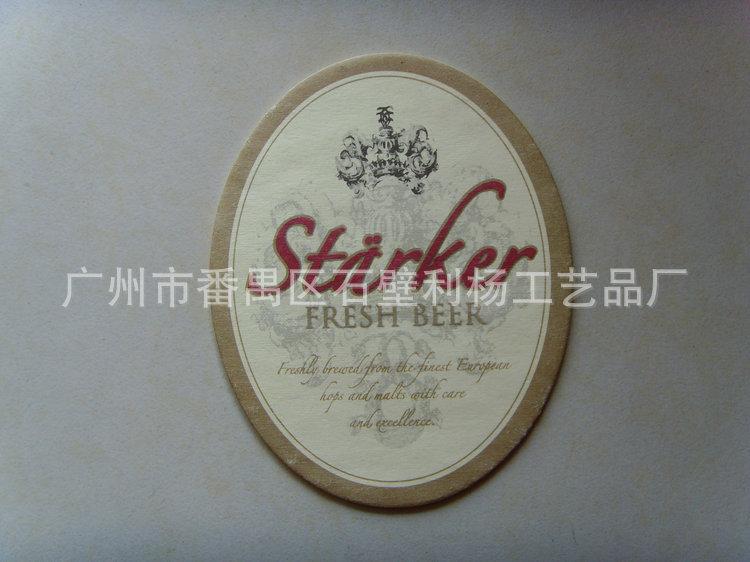 Stärker
广州市番禺区石壁利杨工艺品厂
FRESH BEER
Freshly brewed from the finest European
hops and malts with care
and excellence.